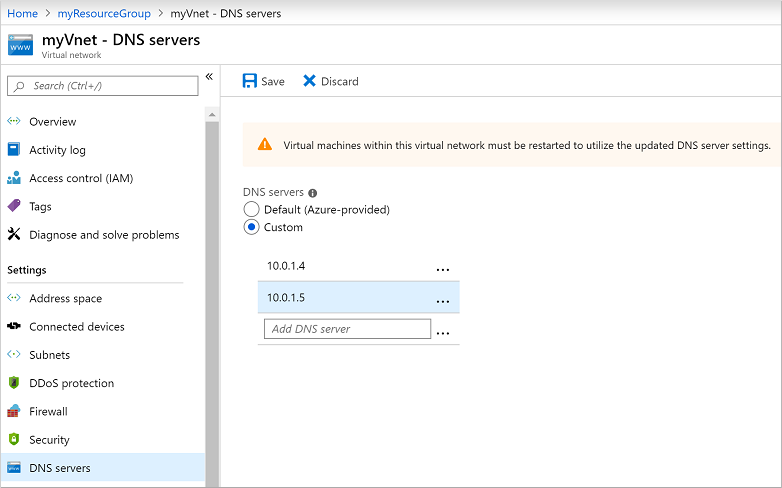 Home > myResourceGroup > myVnet - DNS servers
myVnet - DNS servers
Virtual network
www
«
Search (Ctrl+/)
Save
Discard
Overview
Activity log
Access control (IAM)
Tags
Diagnose and solve problems
Settings
Address space
Connected devices
Subnets
DDoS protection
Firewall
Security
DNS servers
Virtual machines within this virtual network must be restarted to utilize the updated DNS server settings.
DNS servers
Default (Azure-provided)
Custom
10.0.1.4 ...
10.0.1.5 ...
Add DNS server ...